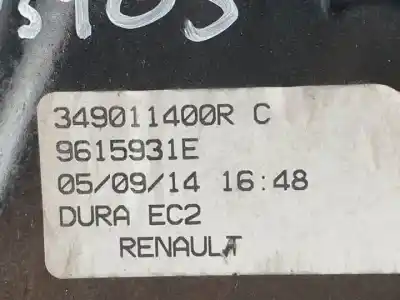 349011400R C
9615931E
05/09/14 16:48
DURA EC2
RENAULT